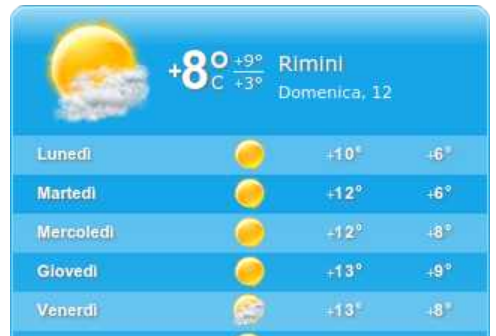 +8° C +9° +3° Rimini
Domenica, 12
Lunedì +10° +6°
Martedì +12° +6°
Mercoledì +12° +8°
Giovedì +13° +9°
Venerdì +13° +8°